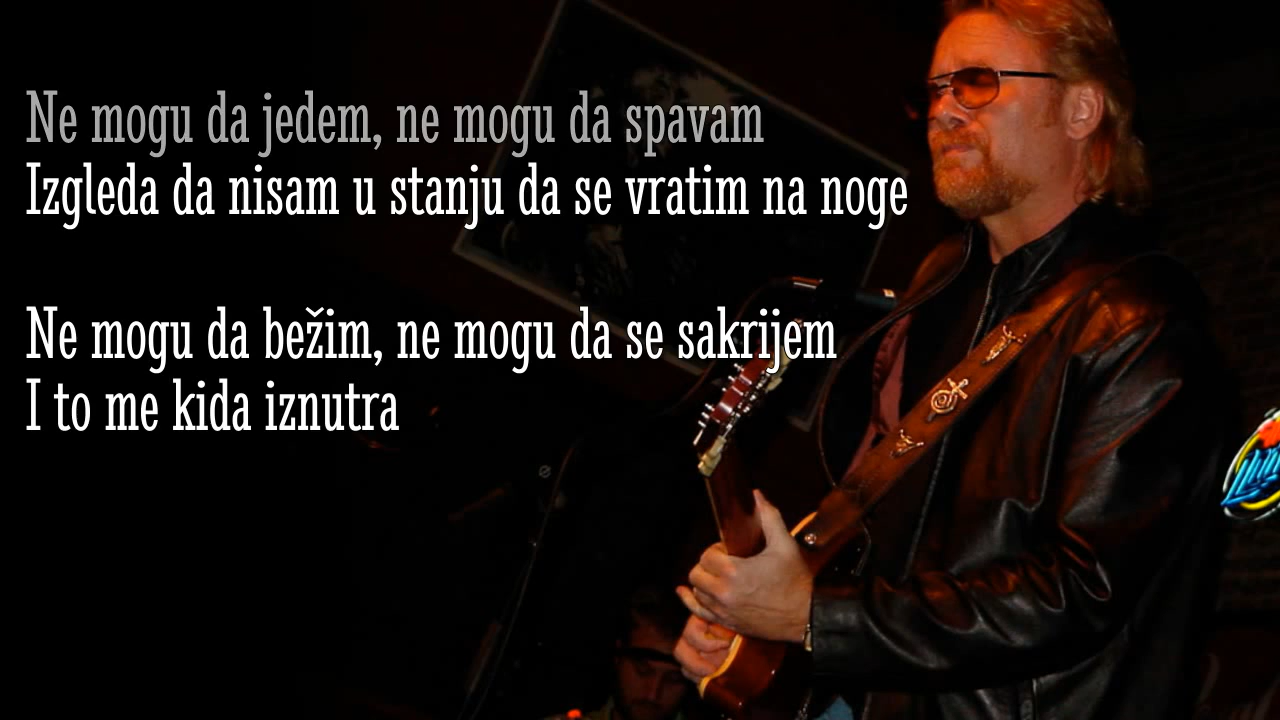 Ne mogu da jedem, ne mogu da spavam
Izgleda da nisam u stanju da se vratim na noge
Ne mogu da bežim, ne mogu da se sakrijem
I to me kida iznutra